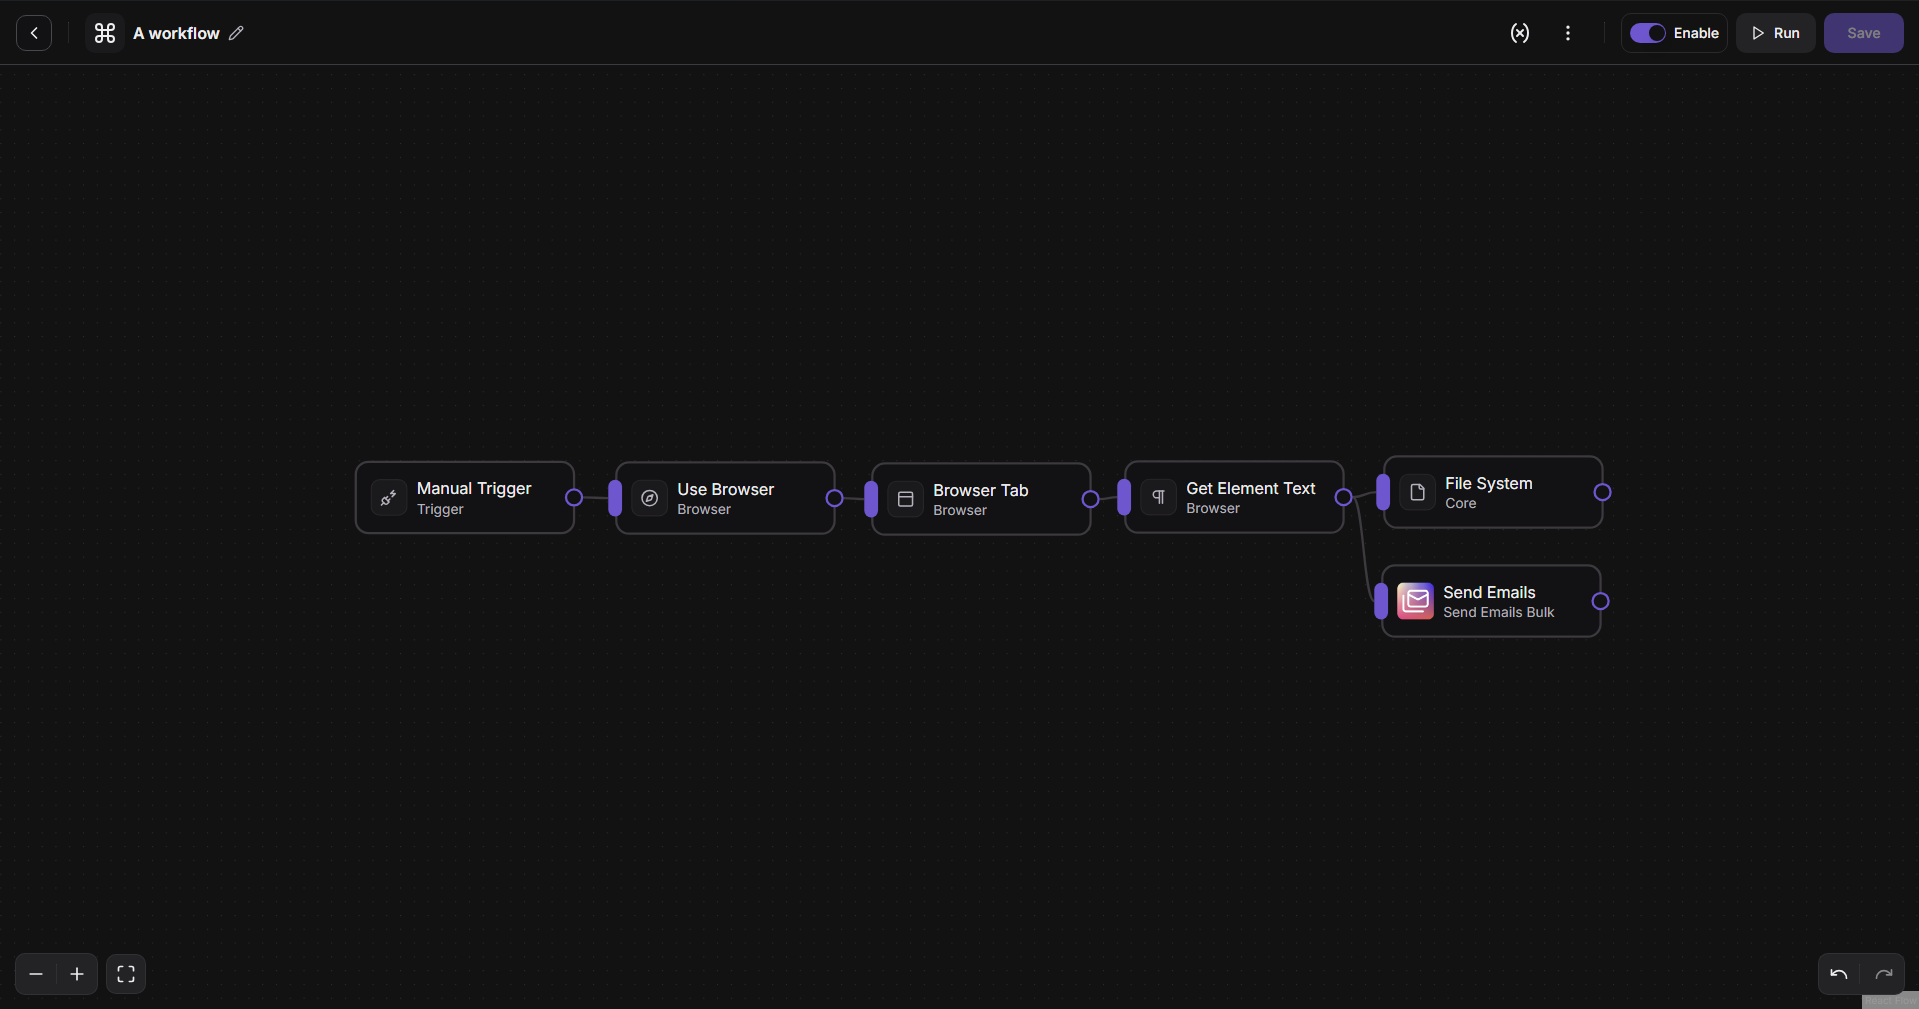 A workflow
Enable
Run
Save
Manual Trigger
Trigger
Use Browser
Browser
Browser Tab
Browser
Get Element Text
Browser
File System
Core
Send Emails
Send Emails Bulk
React Flow